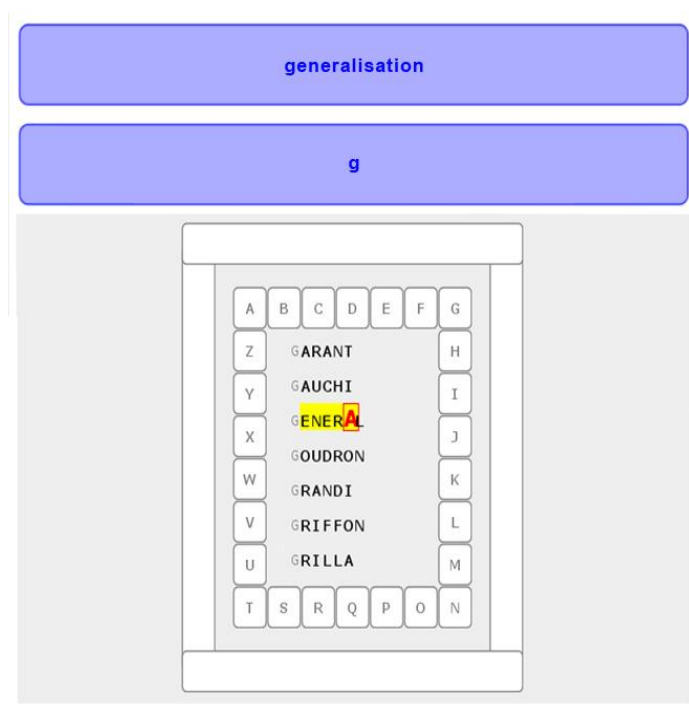 generalisation
g
A B C D E F G
Z GARANT H
Y GAUCHI I
X GENERAL J
GOUDRON
W GRANDI K
V GRIFFON L
U GRILLA M
T S R Q P O N